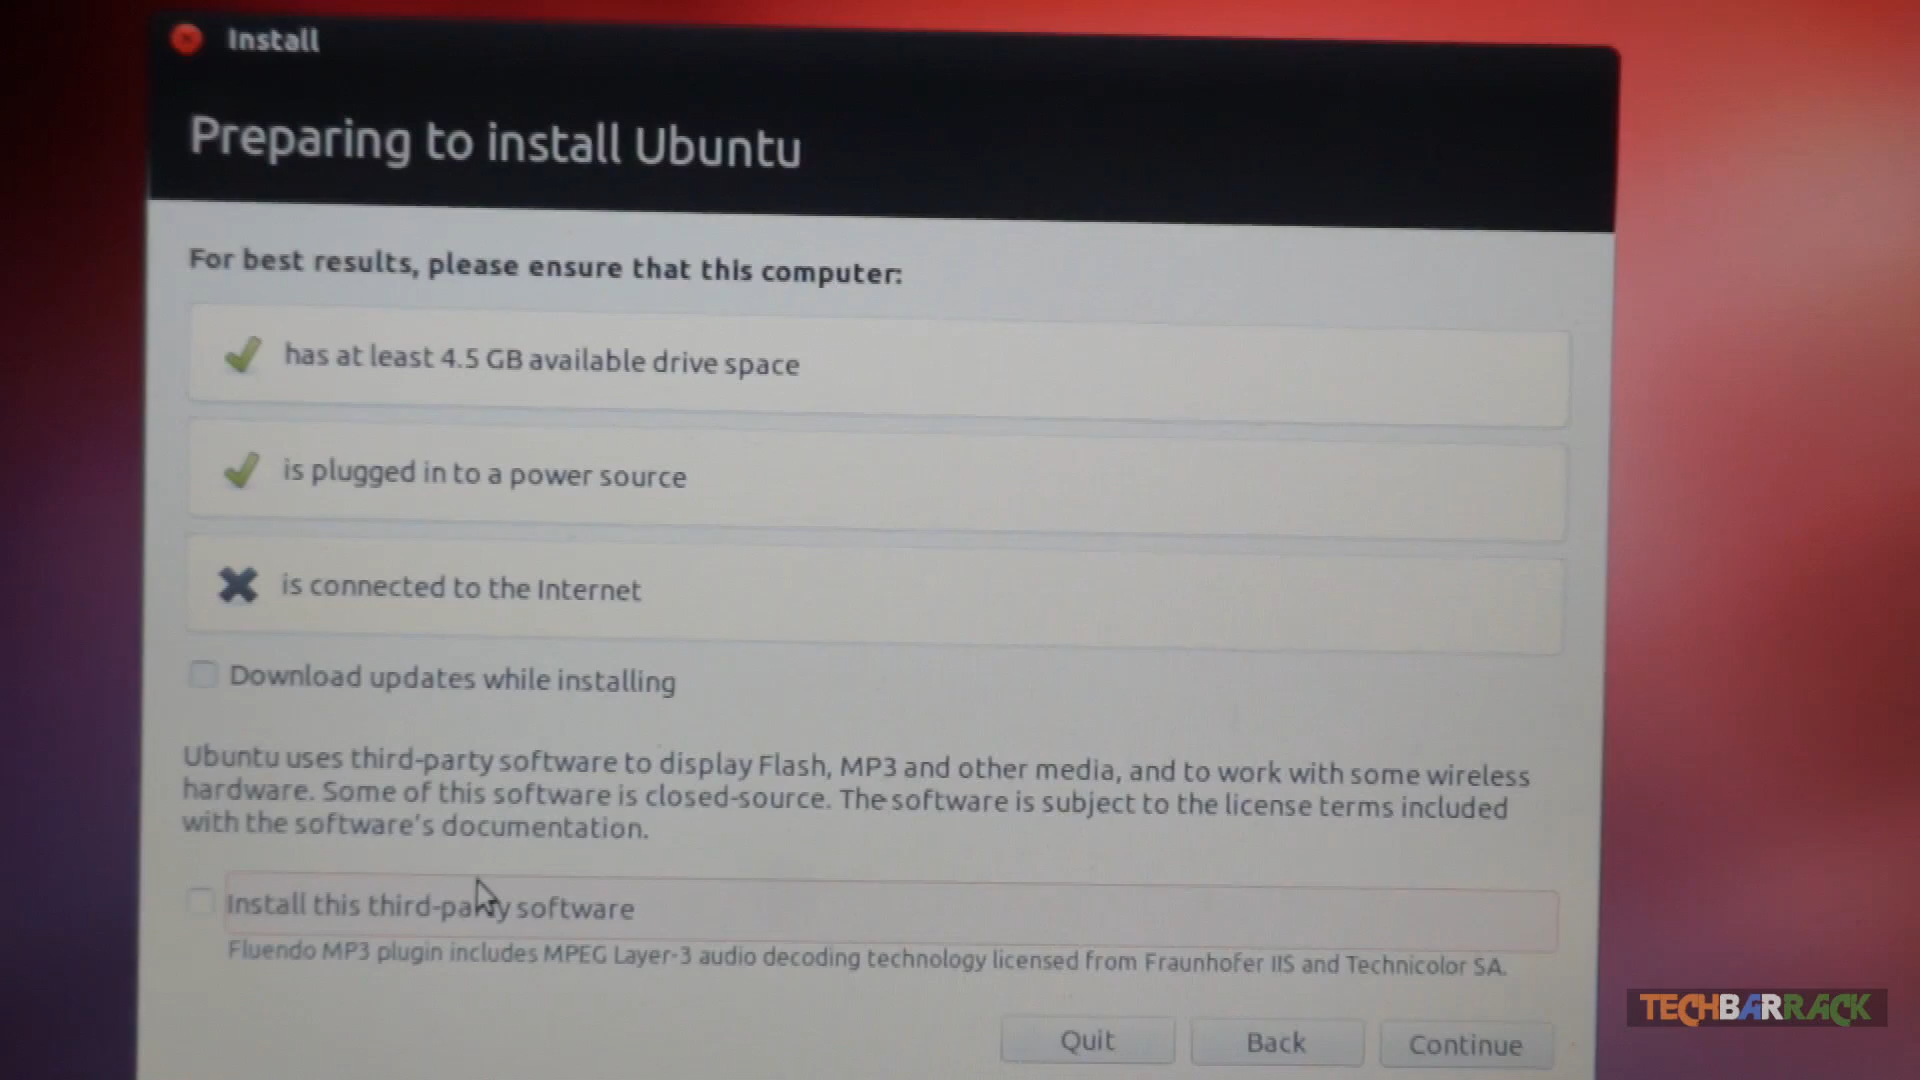 Install
Preparing to install Ubuntu
For best results, please ensure that this computer:
has at least 4.5 GB available drive space
is plugged in to a power source
is connected to the Internet
Download updates while installing
Ubuntu uses third-party software to display Flash, MP3 and other media, and to work with some wireless
hardware. Some of this software is closed-source. The software is subject to the license terms included
with the software's documentation.
Install this third-party software
Fluendo MP3 plugin includes MPEG Layer-3 audio decoding technology licensed from Fraunhofer IIS and Technicolor SA.
Quit
Back
Continue
TECHBARRACK